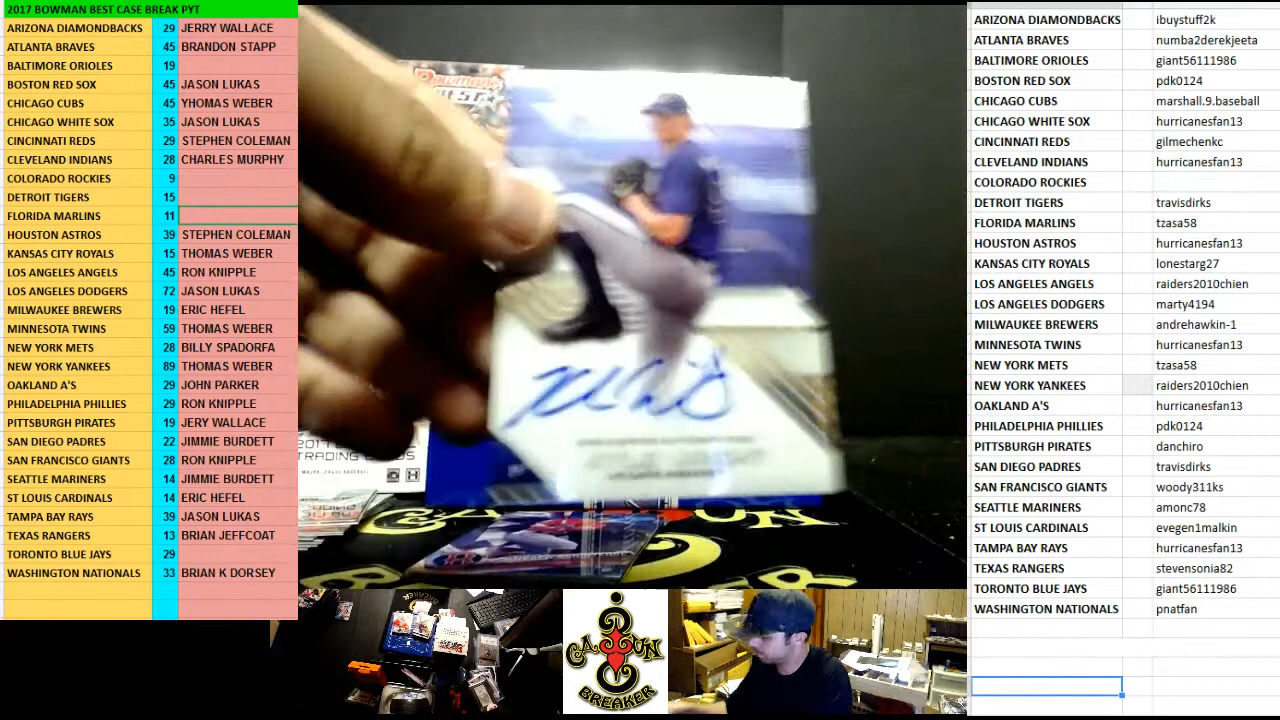 2017 BOWMAN BEST CASE BREAK PYT
ARIZONA DIAMONDBACKS 29 JERRY WALLACE
ATLANTA BRAVES 45 BRANDON STAPP
BALTIMORE ORIOLES 19
BOSTON RED SOX 45 JASON LUKAS
CHICAGO CUBS 45 YHOMAS WEBER
CHICAGO WHITE SOX 35 JASON LUKAS
CINCINNATI REDS 29 STEPHEN COLEMAN
CLEVELAND INDIANS 28 CHARLES MURPHY
COLORADO ROCKIES 9
DETROIT TIGERS 15
FLORIDA MARLINS 11
HOUSTON ASTROS 39 STEPHEN COLEMAN
KANSAS CITY ROYALS 15 THOMAS WEBER
LOS ANGELES ANGELS 45 RON KNIPPLE
LOS ANGELES DODGERS 72 JASON LUKAS
MILWAUKEE BREWERS 19 ERIC HEFEL
MINNESOTA TWINS 59 THOMAS WEBER
NEW YORK METS 28 BILLY SPADORFA
NEW YORK YANKEES 89 THOMAS WEBER
OAKLAND A'S 29 JOHN PARKER
PHILADELPHIA PHILLIES 29 RON KNIPPLE
PITTSBURGH PIRATES 19 JERY WALLACE
SAN DIEGO PADRES 22 JIMMIE BURDETT
SAN FRANCISCO GIANTS 28 RON KNIPPLE
SEATTLE MARINERS 14 JIMMIE BURDETT
ST LOUIS CARDINALS 14 ERIC HEFEL
TAMPA BAY RAYS 39 JASON LUKAS
TEXAS RANGERS 13 BRIAN JEFFCOAT
TORONTO BLUE JAYS 29
WASHINGTON NATIONALS 33 BRIAN K DORSEY
Bowman's
BEST
TRADING CARDS
CAJUN
BREAKER
ARIZONA DIAMONDBACKS ibuystuff2k
ATLANTA BRAVES numba2derekjeeta
BALTIMORE ORIOLES giant56111986
BOSTON RED SOX pdk0124
CHICAGO CUBS marshall.9.baseball
CHICAGO WHITE SOX hurricanesfan13
CINCINNATI REDS gilmechenkc
CLEVELAND INDIANS hurricanesfan13
COLORADO ROCKIES
DETROIT TIGERS travisdirks
FLORIDA MARLINS tzasa58
HOUSTON ASTROS hurricanesfan13
KANSAS CITY ROYALS lonestarg27
LOS ANGELES ANGELS raiders2010chien
LOS ANGELES DODGERS marty4194
MILWAUKEE BREWERS andrehawkin-1
MINNESOTA TWINS hurricanesfan13
NEW YORK METS tzasa58
NEW YORK YANKEES raiders2010chien
OAKLAND A'S hurricanesfan13
PHILADELPHIA PHILLIES pdk0124
PITTSBURGH PIRATES danchiro
SAN DIEGO PADRES travisdirks
SAN FRANCISCO GIANTS woody311ks
SEATTLE MARINERS amonc78
ST LOUIS CARDINALS evegen1malkin
TAMPA BAY RAYS hurricanesfan13
TEXAS RANGERS stevensonia82
TORONTO BLUE JAYS giant56111986
WASHINGTON NATIONALS pnatfan